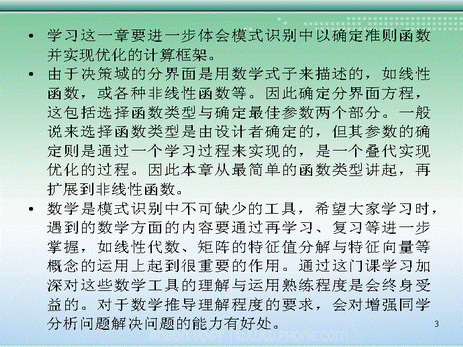 • 学习这一章要进一步体会模式识别中以确定准则函数
并实现优化的计算框架。
• 由于决策域的分界面是用数学式子来描述的，如线性
函数，或各种非线性函数等。因此确定分界面方程，
这包括选择函数类型与确定最佳参数两个部分。一般
说来选择函数类型是由设计者确定的，但其参数的确
定则是通过一个学习过程来实现的，是一个叠代实现
优化的过程。因此本章从最简单的函数类型讲起，再
扩展到非线性函数。
• 数学是模式识别中不可缺少的工具，希望大家学习时，
遇到的数学方面的内容要通过再学习、复习等进一步
掌握，如线性代数、矩阵的特征值分解与特征向量等
概念的运用上起到很重要的作用。通过这门课学习加
深对这些数学工具的理解与运用熟练程度是会终身受
益的。对于数学推导理解程度的要求，会对增强同学
分析问题解决问题的能力有好处。
3